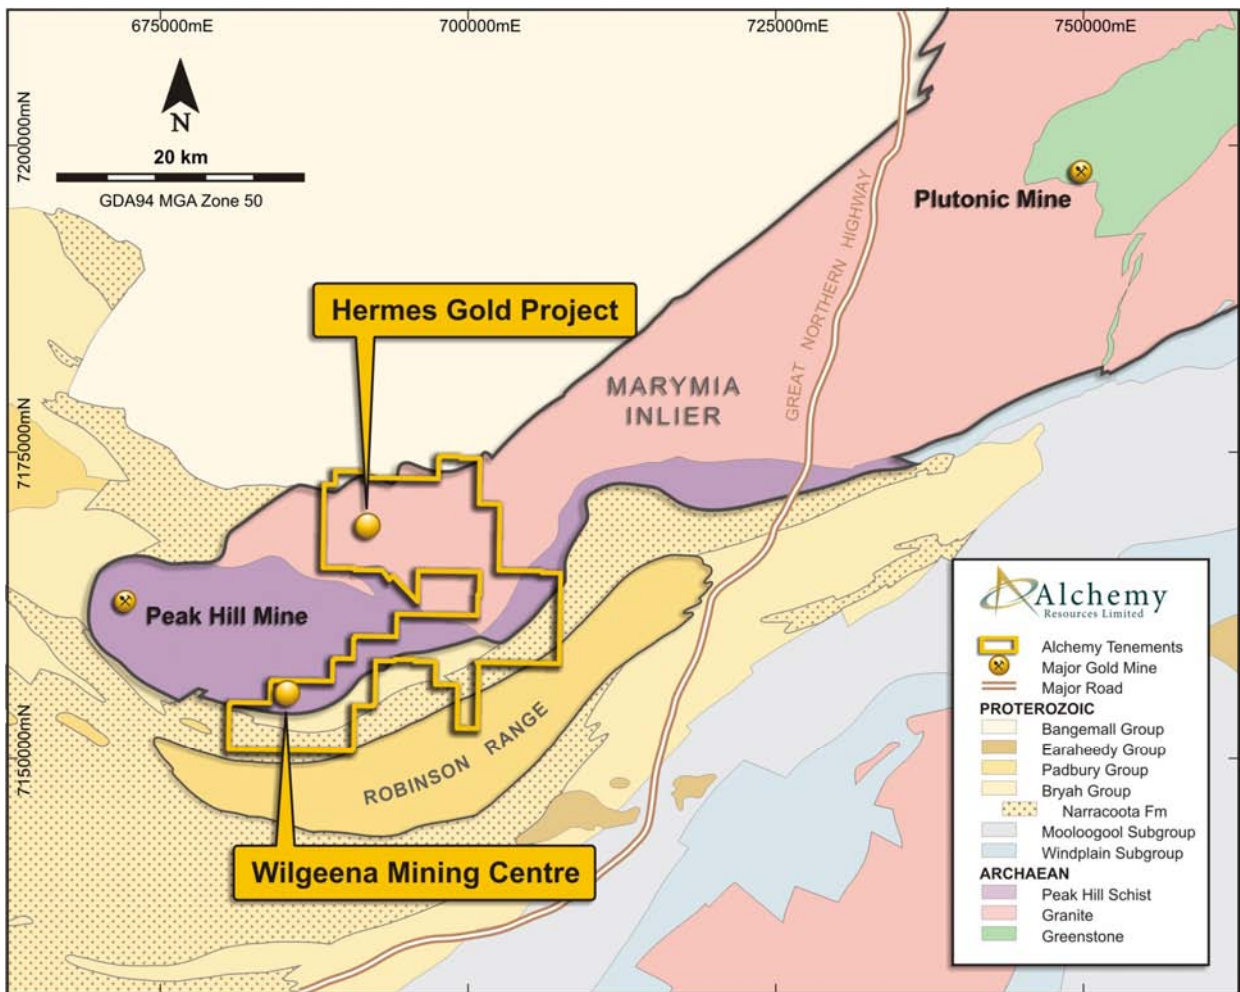 675000mE
700000mE
725000mE
750000mE
7200000mN
7175000mN
7150000mN
N
20 km
GDA94 MGA Zone 50
Plutonic Mine
GREAT NORTHERN HIGHWAY
Hermes Gold Project
MARYMIA
INLIER
Peak Hill Mine
ROBINSON RANGE
Wilgeena Mining Centre
Alchemy
Resources Limited
Alchemy Tenements
Major Gold Mine
Major Road
PROTEROZOIC
Bangemall Group
Earaheedy Group
Padbury Group
Bryah Group
Narracoota Fm
Mooloogool Subgroup
Windplain Subgroup
ARCHAEAN
Peak Hill Schist
Granite
Greenstone